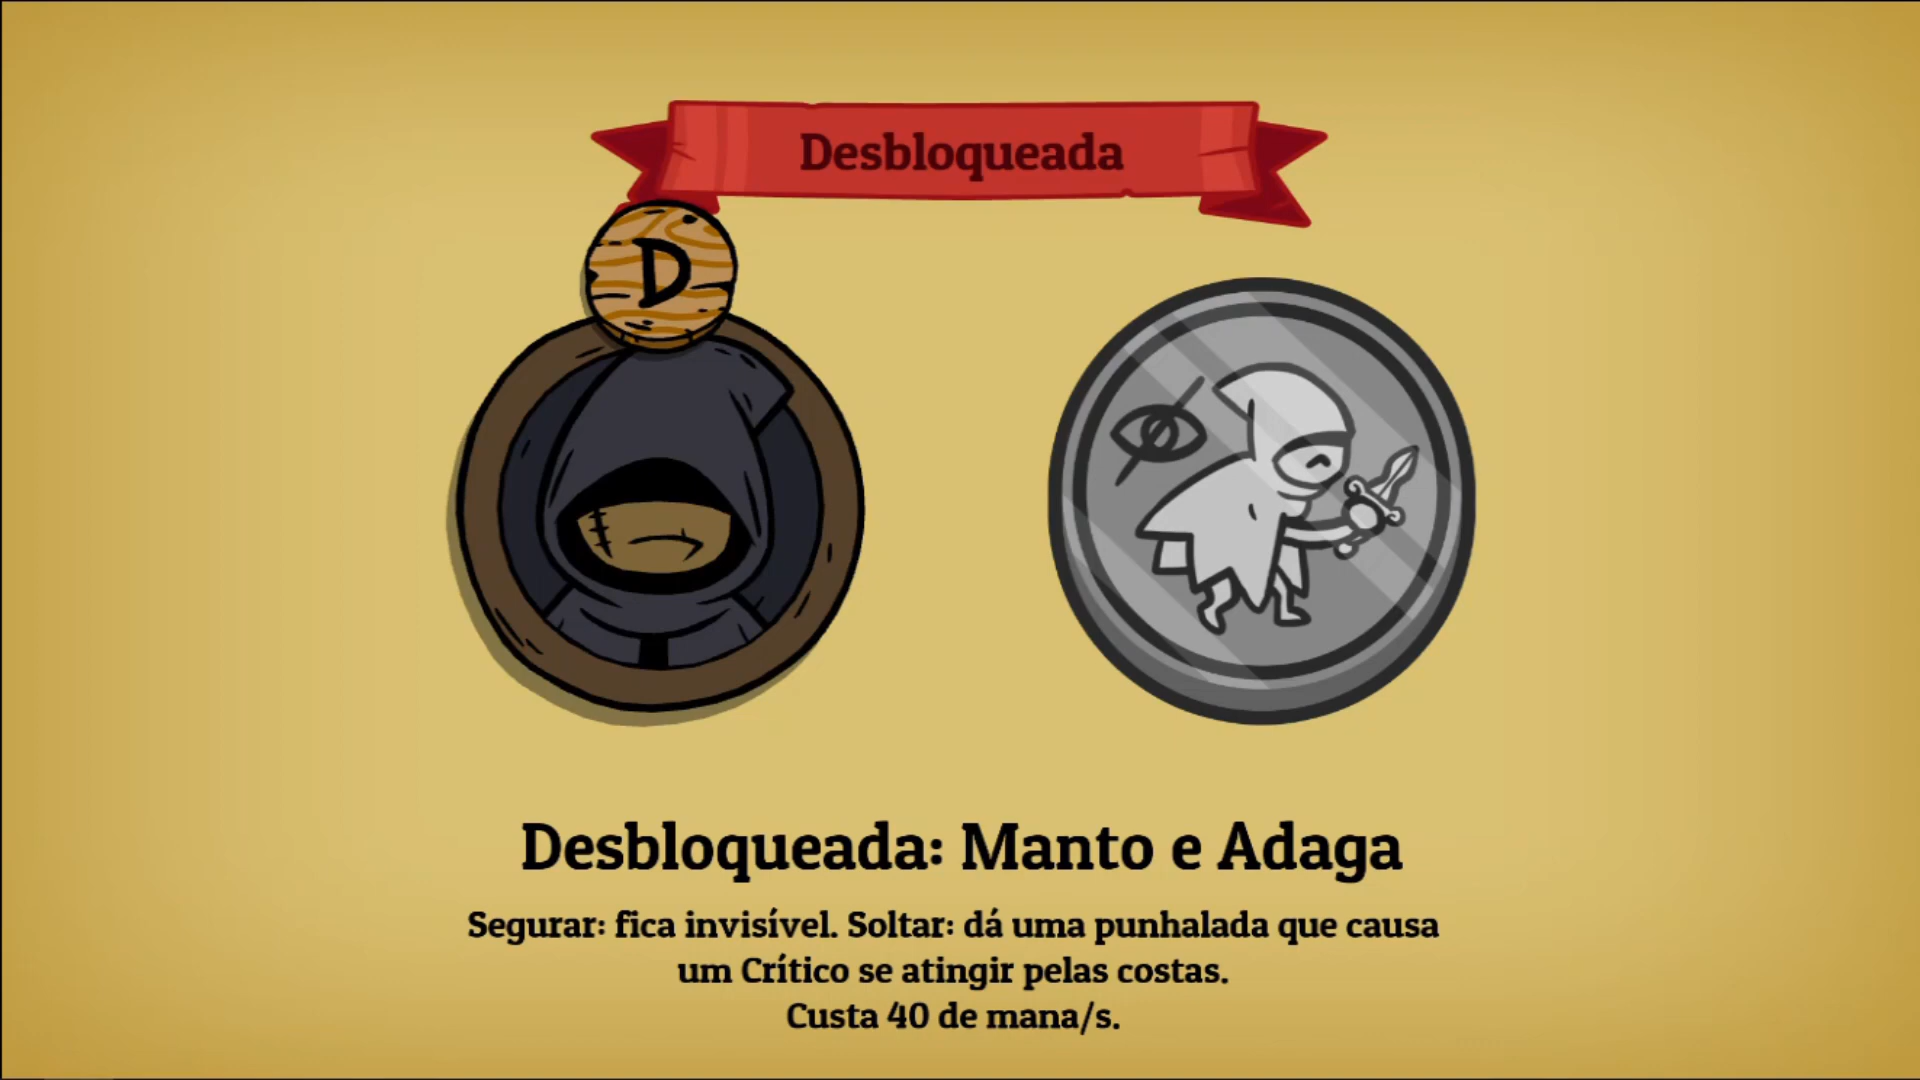 Desbloqueada
D
Desbloqueada: Manto e Adaga
Segurar: fica invisível. Soltar: dá uma punhalada que causa
um Crítico se atingir pelas costas.
Custa 40 de mana/s.